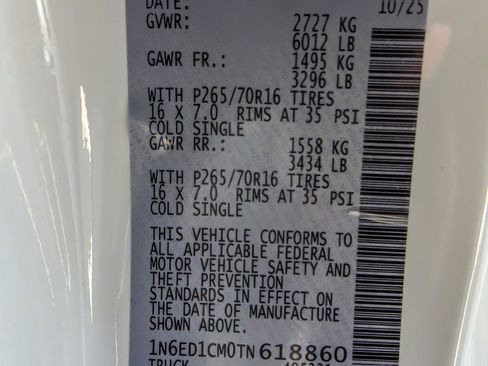 DATE: 10/25
GVWR: 2727 KG
6012 LB
GAWR FR.: 1495 KG
3296 LB
WITH P265/70R16 TIRES
16 X 7.0 RIMS AT 35 PSI
COLD SINGLE
GAWR RR.: 1558 KG
3434 LB
WITH P265/70R16 TIRES
16 X 7.0 RIMS AT 35 PSI
COLD SINGLE
THIS VEHICLE CONFORMS TO
ALL APPLICABLE FEDERAL
MOTOR VEHICLE SAFETY AND
THEFT PREVENTION
STANDARDS IN EFFECT ON
THE DATE OF MANUFACTURE
SHOWN ABOVE.
1N6ED1CM0TN618860
TRUCK